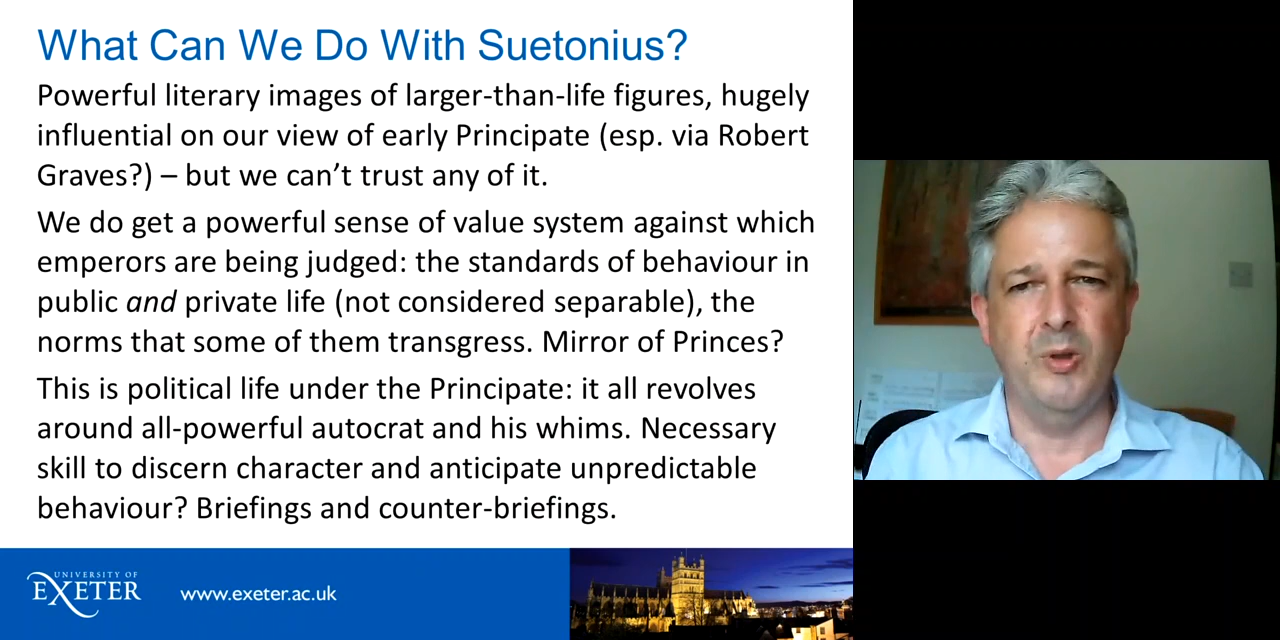 What Can We Do With Suetonius?
Powerful literary images of larger-than-life figures, hugely
influential on our view of early Principate (esp. via Robert
Graves?) – but we can’t trust any of it.
We do get a powerful sense of value system against which
emperors are being judged: the standards of behaviour in
public and private life (not considered separable), the
norms that some of them transgress. Mirror of Princes?
This is political life under the Principate: it all revolves
around all-powerful autocrat and his whims. Necessary
skill to discern character and anticipate unpredictable
behaviour? Briefings and counter-briefings.
UNIVERSITY OF
EXETER
www.exeter.ac.uk